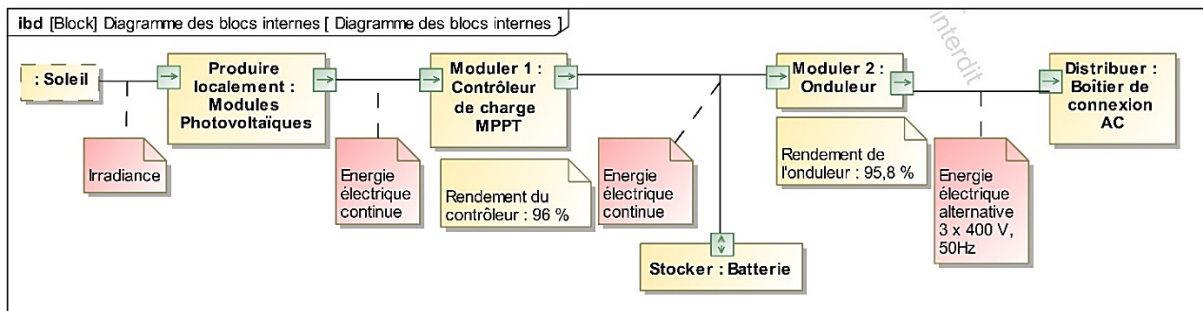 ibd [Block] Diagramme des blocs internes [ Diagramme des blocs internes ]
interdit
: Soleil
Produire
localement :
Modules
Photovoltaïques
Moduler 1 :
Contrôleur
de charge
MPPT
Moduler 2 :
Onduleur
Distribuer :
Boîtier de
connexion
AC
Irradiance
Energie
électrique
continue
Rendement du
contrôleur : 96 %
Energie
électrique
continue
Rendement de
l'onduleur : 95,8 %
Energie
électrique
alternative
3 x 400 V,
50Hz
Stocker : Batterie